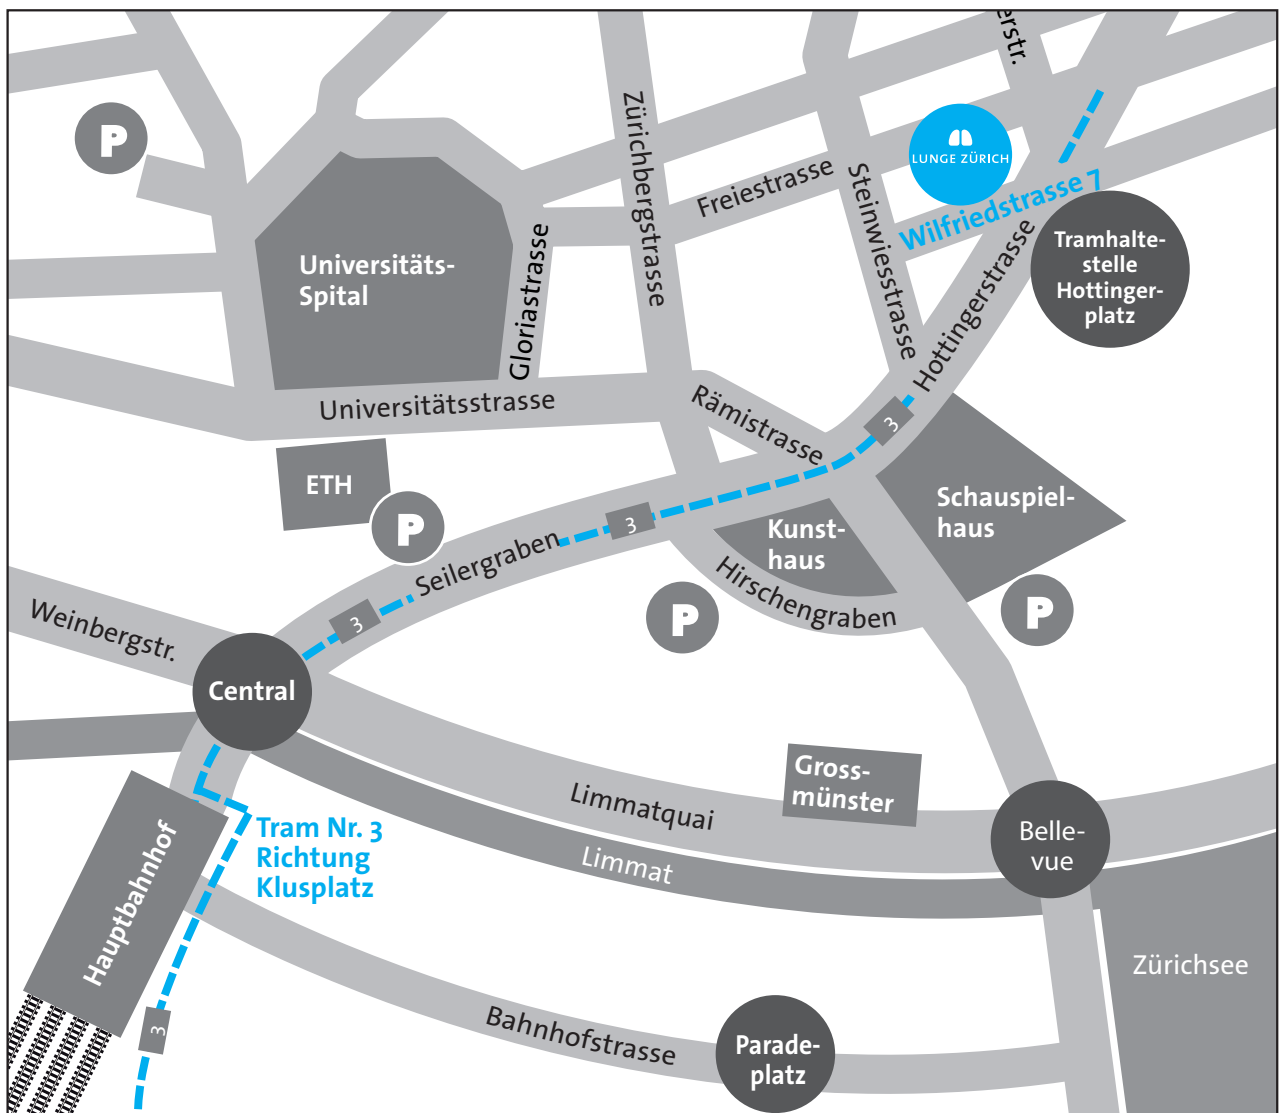 erstr.
P
Zürichbergstrasse
LUNGE ZÜRICH
Freiestrasse
Steinwiesstrasse
Wilfriedstrasse 7
Tramhalte-
stelle
Hottinger-
platz
Universitäts-
Spital
Gloriastrasse
Hottingerstrasse
Universitätsstrasse
Rämistrasse
3
ETH
P
Schauspiel-
haus
3
Kunst-
haus
Seilergraben
Hirschengraben
P
P
Weinbergstr.
3
Central
Gross-
münster
Limmatquai
Belle-
vue
Limmat
Tram Nr. 3
Richtung
Klusplatz
Hauptbahnhof
Zürichsee
3
Bahnhofstrasse
Parade-
platz